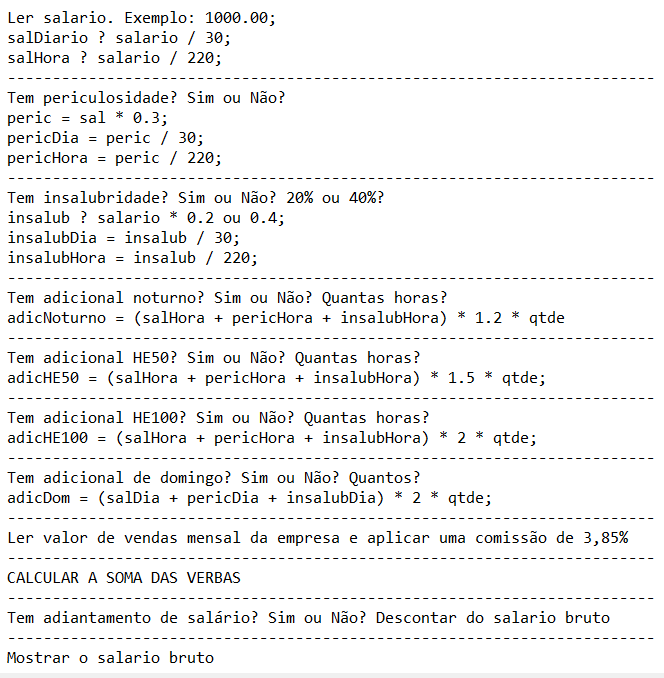 Ler salario. Exemplo: 1000.00;
salDiario ? salario / 30;
salHora ? salario / 220;
------------------------------------------------------------------------
Tem periculosidade? Sim ou Não?
peric = sal * 0.3;
pericDia = peric / 30;
pericHora = peric / 220;
------------------------------------------------------------------------
Tem insalubridade? Sim ou Não? 20% ou 40%?
insalub ? salario * 0.2 ou 0.4;
insalubDia = insalub / 30;
insalubHora = insalub / 220;
------------------------------------------------------------------------
Tem adicional noturno? Sim ou Não? Quantas horas?
adicNoturno = (salHora + pericHora + insalubHora) * 1.2 * qtde
------------------------------------------------------------------------
Tem adicional HE50? Sim ou Não? Quantas horas?
adicHE50 = (salHora + pericHora + insalubHora) * 1.5 * qtde;
------------------------------------------------------------------------
Tem adicional HE100? Sim ou Não? Quantas horas?
adicHE100 = (salHora + pericHora + insalubHora) * 2 * qtde;
------------------------------------------------------------------------
Tem adicional de domingo? Sim ou Não? Quantos?
adicDom = (salDia + pericDia + insalubDia) * 2 * qtde;
------------------------------------------------------------------------
Ler valor de vendas mensal da empresa e aplicar uma comissão de 3,85%
------------------------------------------------------------------------
CALCULAR A SOMA DAS VERBAS
------------------------------------------------------------------------
Tem adiantamento de salário? Sim ou Não? Descontar do salario bruto
------------------------------------------------------------------------
Mostrar o salario bruto